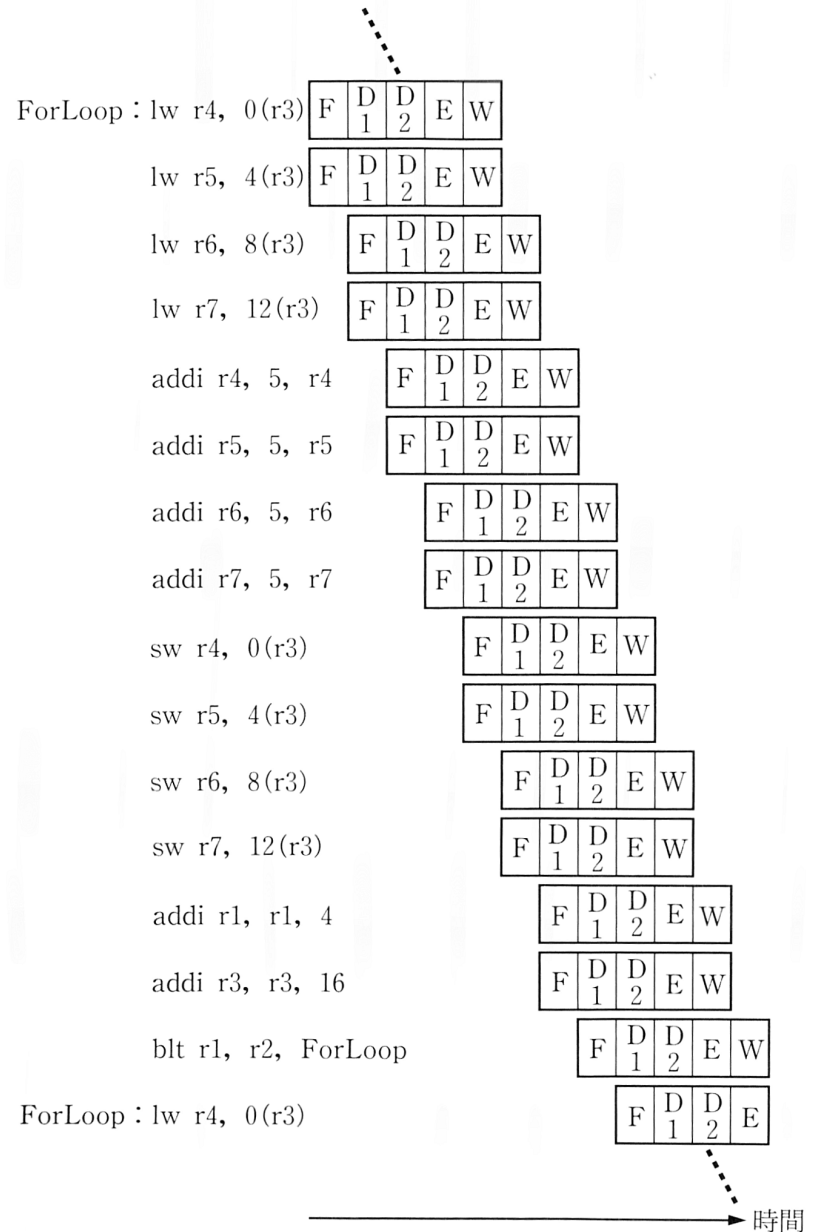 ForLoop：lw r4, 0(r3) F D1 D2 E W
lw r5, 4(r3) F D1 D2 E W
lw r6, 8(r3) F D1 D2 E W
lw r7, 12(r3) F D1 D2 E W
addi r4, 5, r4 F D1 D2 E W
addi r5, 5, r5 F D1 D2 E W
addi r6, 5, r6 F D1 D2 E W
addi r7, 5, r7 F D1 D2 E W
sw r4, 0(r3) F D1 D2 E W
sw r5, 4(r3) F D1 D2 E W
sw r6, 8(r3) F D1 D2 E W
sw r7, 12(r3) F D1 D2 E W
addi r1, r1, 4 F D1 D2 E W
addi r3, r3, 16 F D1 D2 E W
blt r1, r2, ForLoop F D1 D2 E W
ForLoop：lw r4, 0(r3) F D1 D2 E
時間